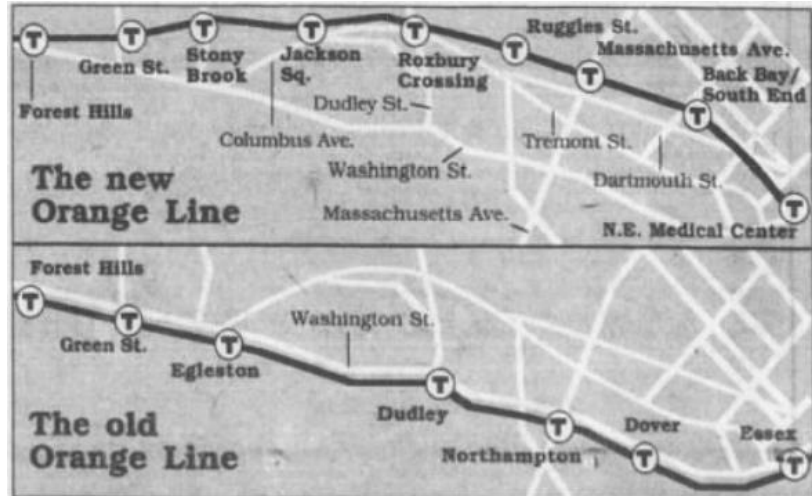 Ruggles St.
Massachusetts Ave.
Green St.
Stony
Brook
Jackson
Sq.
Roxbury
Crossing
Back Bay/
South End
Forest Hills
Dudley St.
Columbus Ave.
Tremont St.
Washington St.
Dartmouth St.
The new
Orange Line
Massachusetts Ave.
N.E. Medical Center
T
T
T
T
T
T
T
T
T
Forest Hills
Washington St.
Green St.
Egleston
Dudley
Dover
Essex
The old
Orange Line
Northampton
T
T
T
T
T
T
T